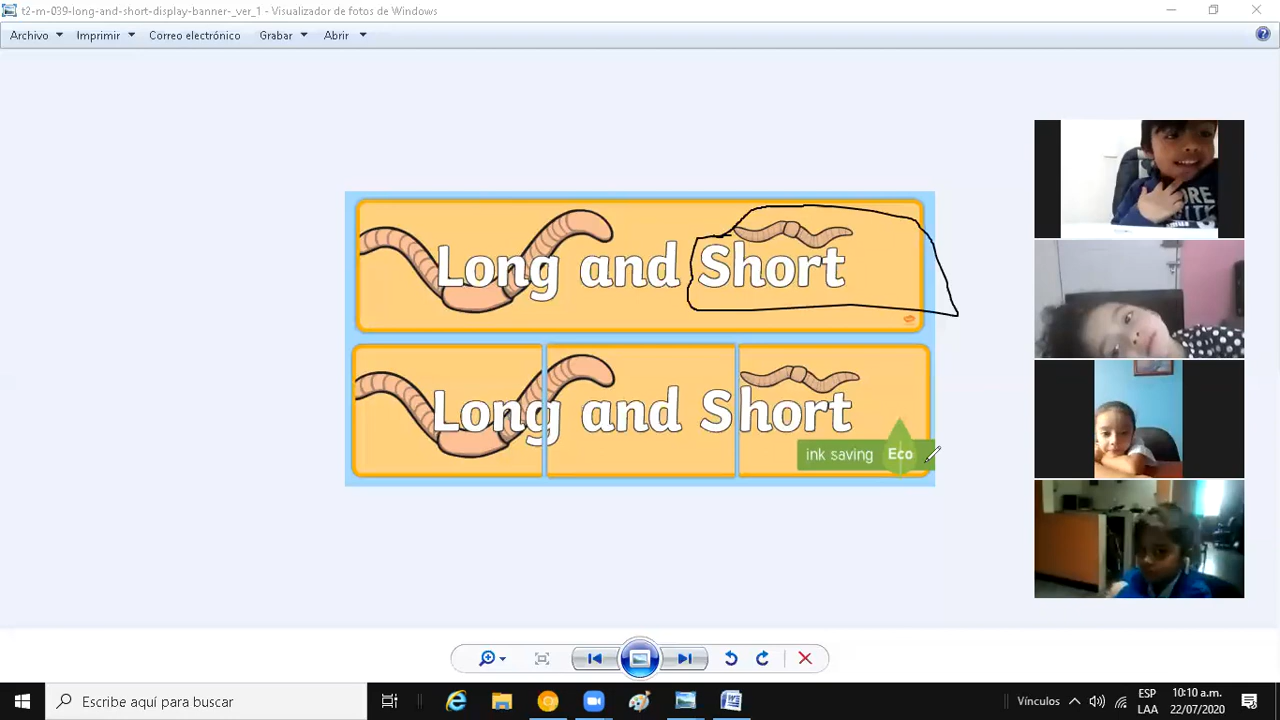 t2-m-039-long-and-short-display-banner-_ver_1 - Visualizador de fotos de Windows
Archivo Imprimir Correo electrónico Grabar Abrir
Long and Short
Long and Short
ink saving Eco
Escribe aquí para buscar
Vínculos
ESP
LAA
10:10 a.m.
22/07/2020